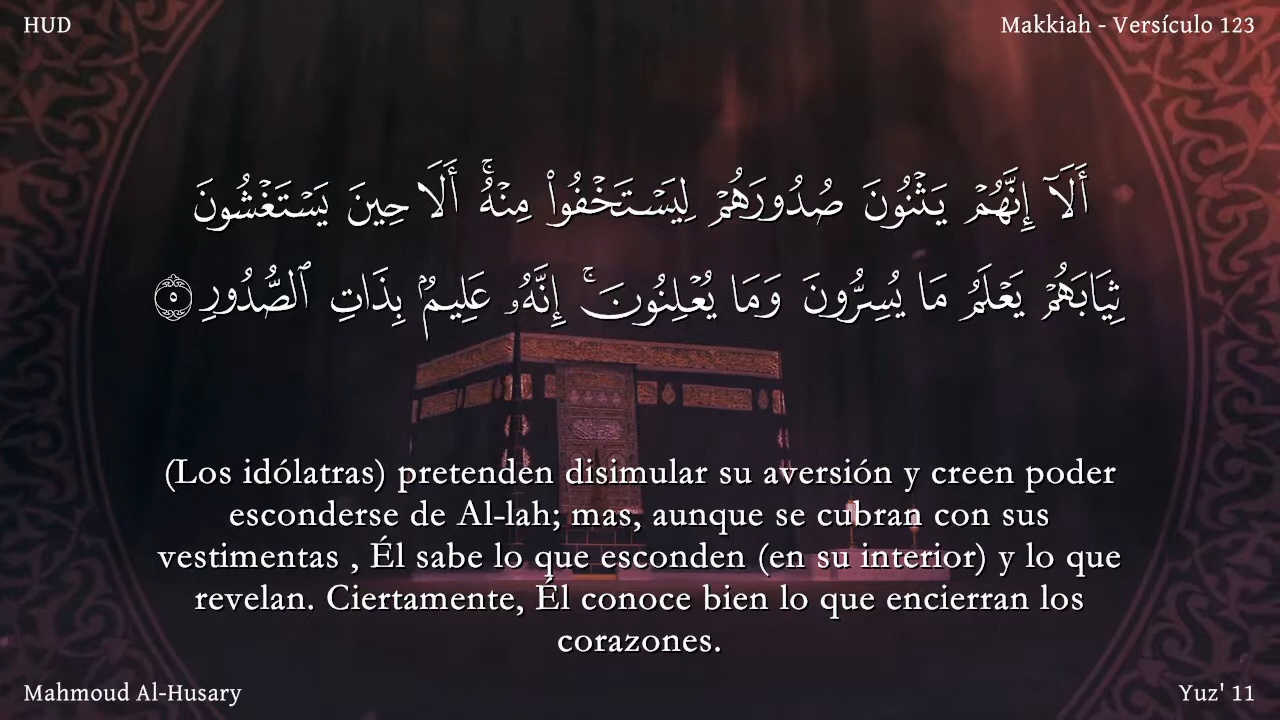 HUD
Makkiah - Versículo 123
أَلَآ إِنَّهُمْ يَثْنُونَ صُدُورَهُمْ لِيَسْتَخْفُوا۟ مِنْهُ ۚ أَلَا حِينَ يَسْتَغْشُونَ
ثِيَابَهُمْ يَعْلَمُ مَا يُسِرُّونَ وَمَا يُعْلِنُونَ ۚ إِنَّهُۥ عَلِيمٌۢ بِذَاتِ ٱلصُّدُورِ ٥
(Los idólatras) pretenden disimular su aversión y creen poder
esconderse de Al-lah; mas, aunque se cubran con sus
vestimentas , Él sabe lo que esconden (en su interior) y lo que
revelan. Ciertamente, Él conoce bien lo que encierran los
corazones.
Mahmoud Al-Husary
Yuz' 11